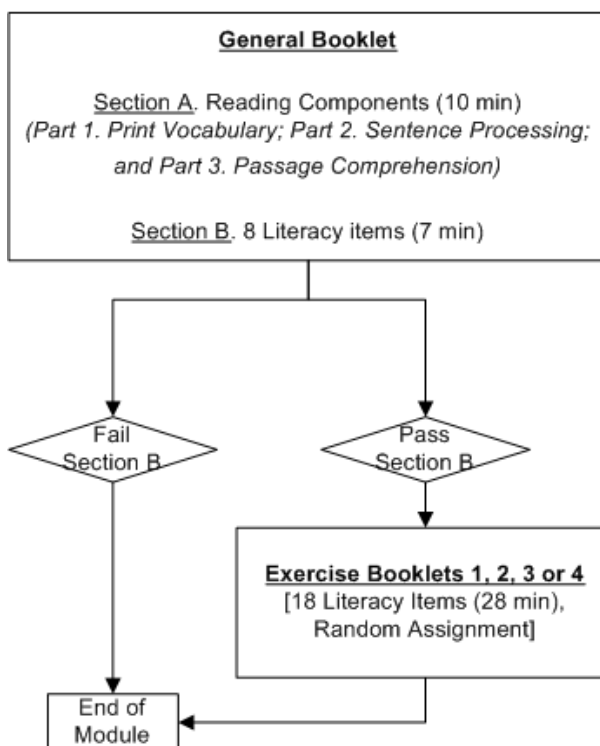 General Booklet
Section A. Reading Components (10 min)
(Part 1. Print Vocabulary; Part 2. Sentence Processing;
and Part 3. Passage Comprehension)
Section B. 8 Literacy items (7 min)
Fail
Section B
Pass
Section B
Exercise Booklets 1, 2, 3 or 4
[18 Literacy Items (28 min),
Random Assignment]
End of
Module